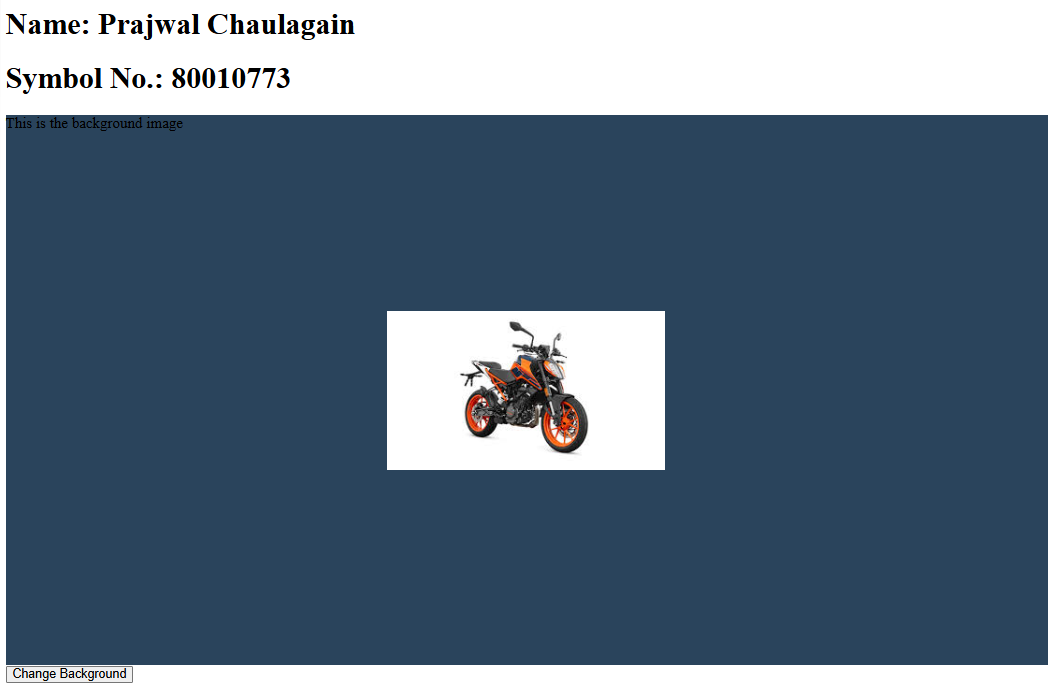 Name: Prajwal Chaulagain
Symbol No.: 80010773
This is the background image
Change Background